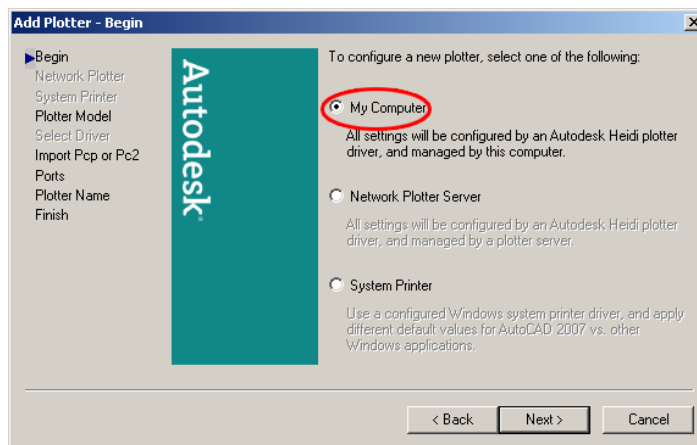 Add Plotter - Begin
Begin
Network Plotter
System Printer
Plotter Model
Select Driver
Import Pcp or Pc2
Ports
Plotter Name
Finish
Autodesk
To configure a new plotter, select one of the following:
My Computer
All settings will be configured by an Autodesk Heidi plotter
driver, and managed by this computer.
Network Plotter Server
All settings will be configured by an Autodesk Heidi plotter
driver, and managed by a plotter server.
System Printer
Use a configured Windows system printer driver, and apply
different default values for AutoCAD 2007 vs. other
Windows applications.
< Back
Next >
Cancel